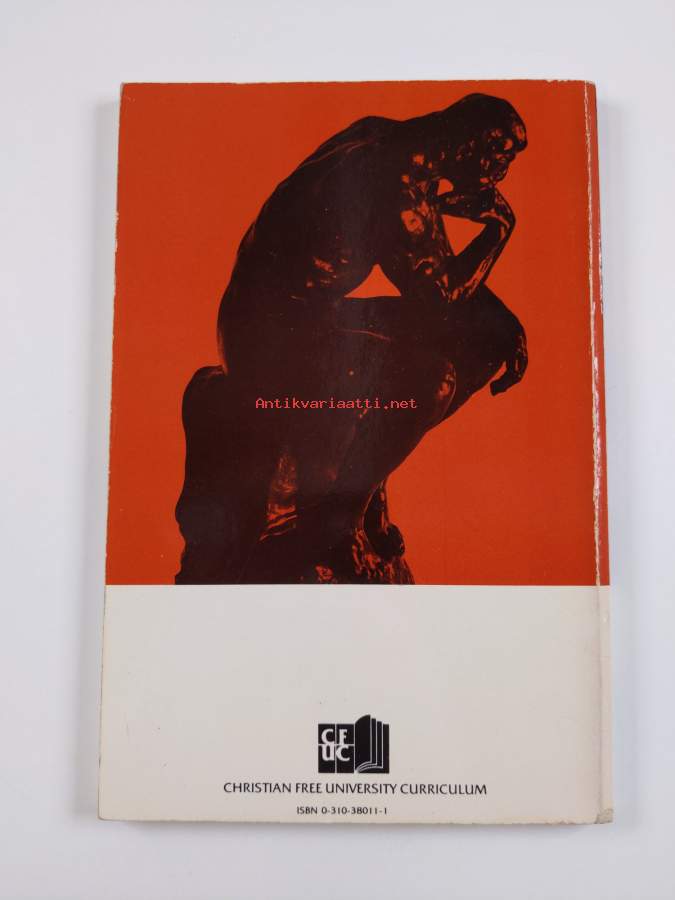 Antikvariaatti.net
CF
UC
CHRISTIAN FREE UNIVERSITY CURRICULUM
ISBN 0-310-38011-1